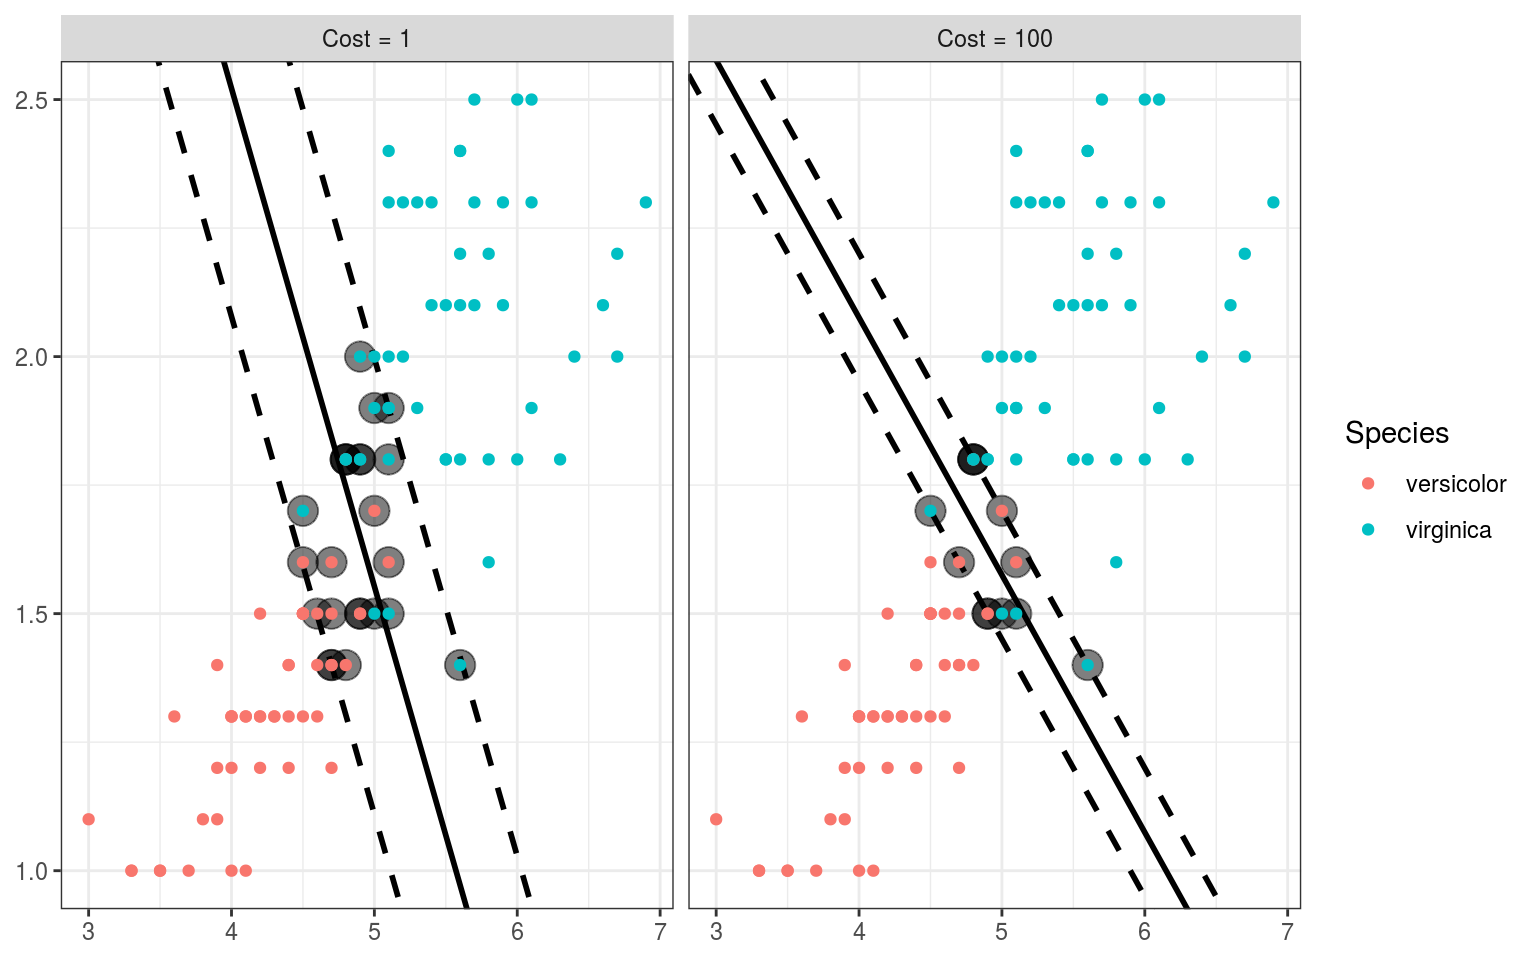 Cost = 1
Cost = 100
2.5
2.0
1.5
1.0
3 4 5 6 7
3 4 5 6 7
Species
versicolor
virginica